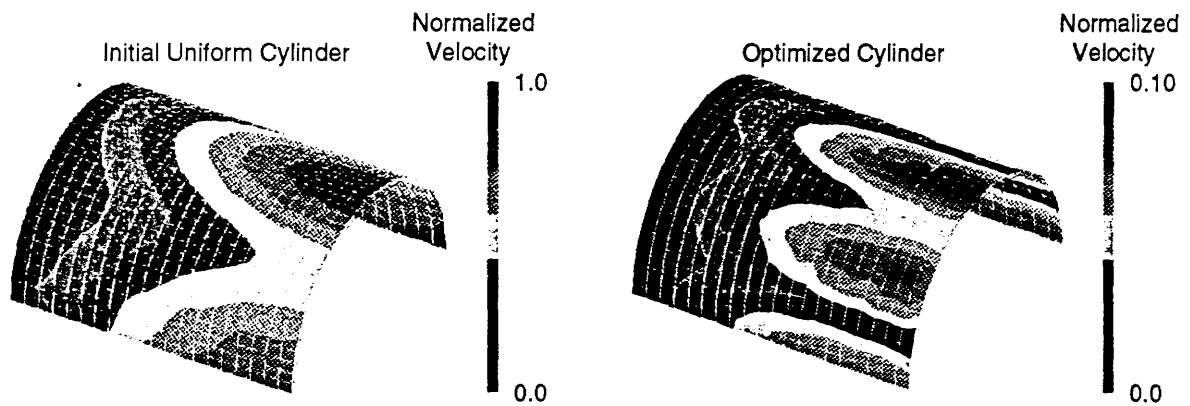 Initial Uniform Cylinder
Normalized
Velocity
1.0
0.0
Optimized Cylinder
Normalized
Velocity
0.10
0.0